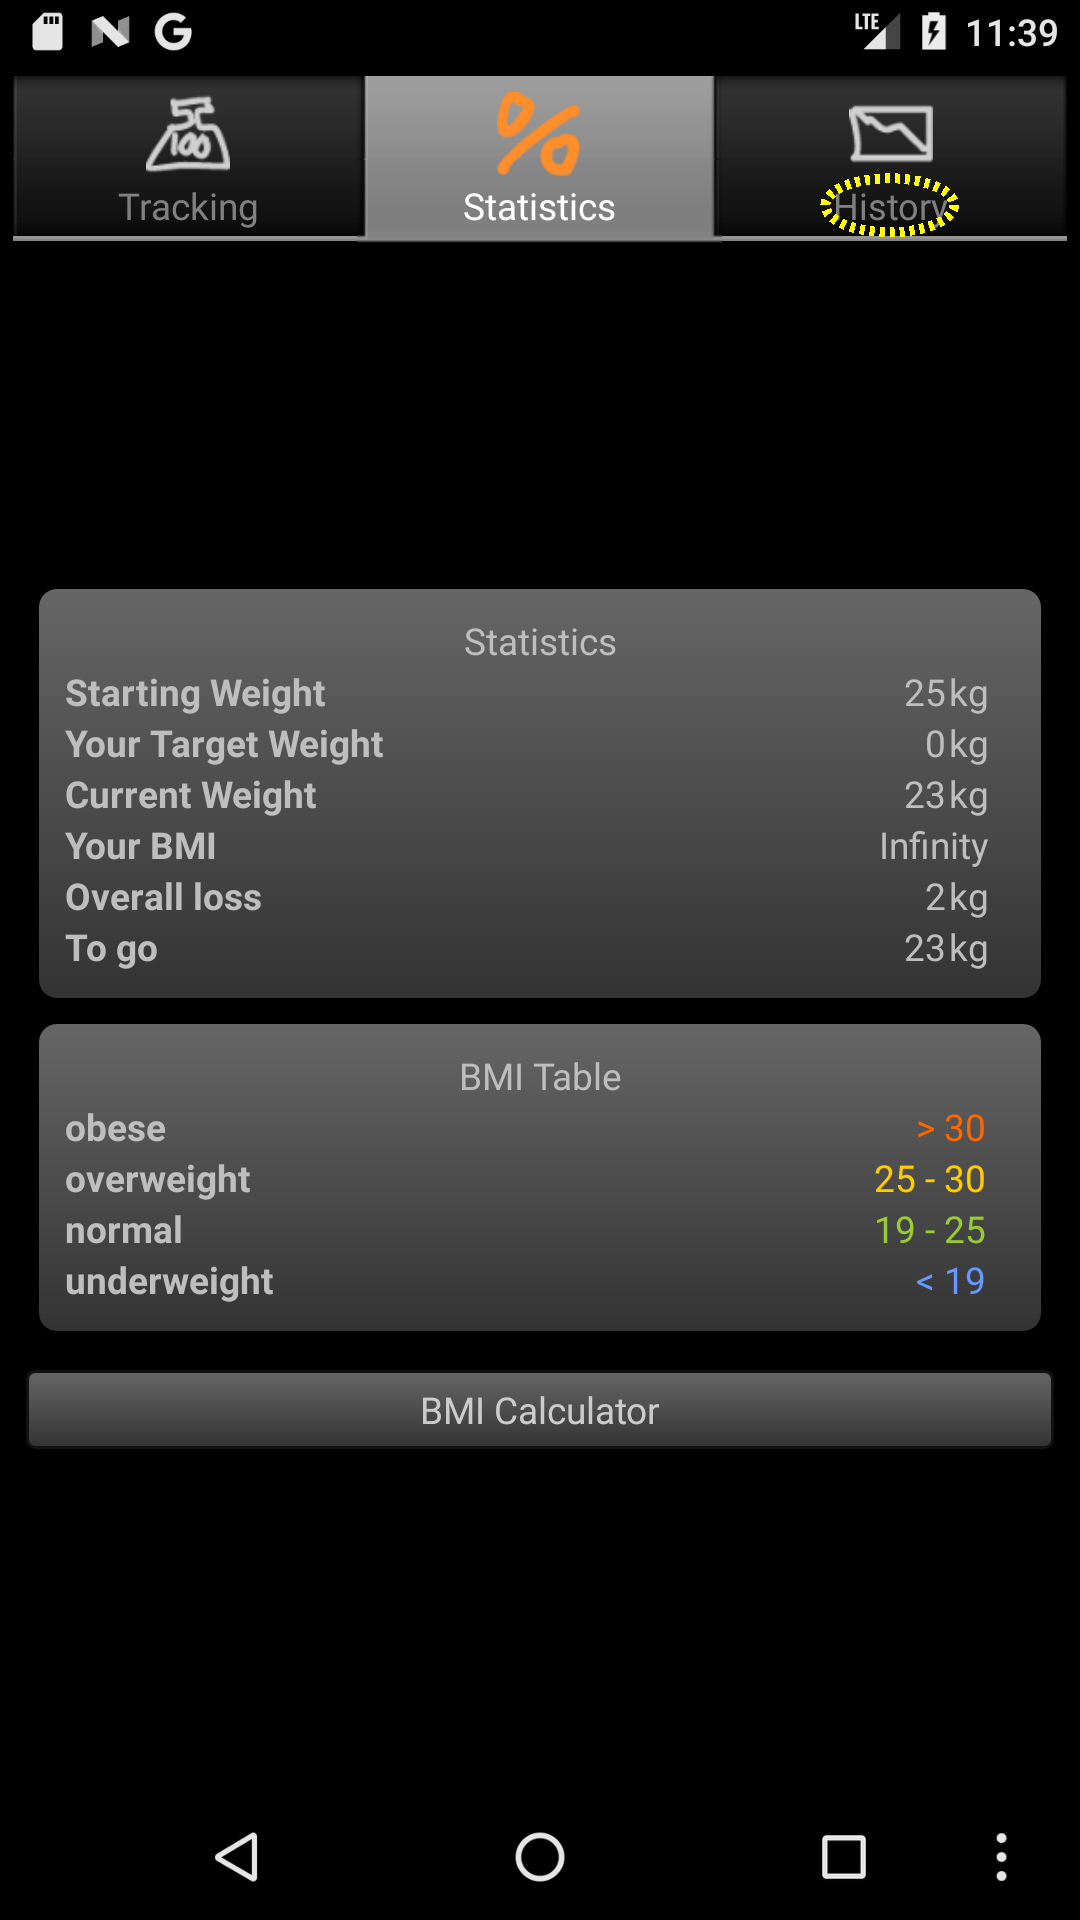 LTE 11:39
Tracking
Statistics
History
Statistics
Starting Weight 25kg
Your Target Weight 0kg
Current Weight 23kg
Your BMI Infinity
Overall loss 2kg
To go 23kg
BMI Table
obese > 30
overweight 25 - 30
normal 19 - 25
underweight < 19
BMI Calculator